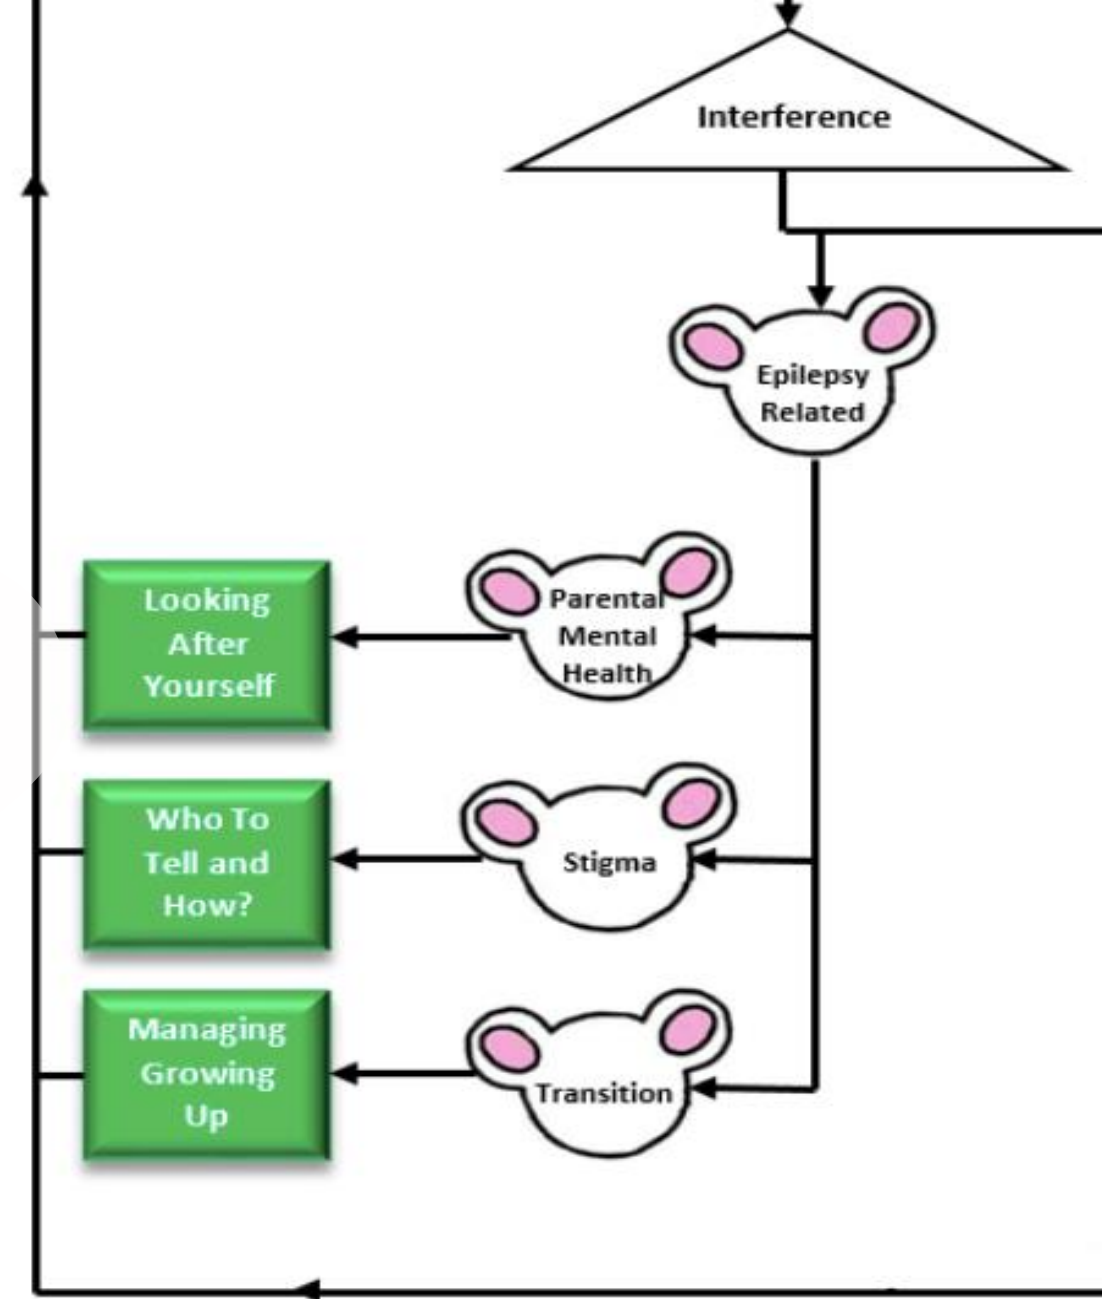 Interference
Epilepsy
Related
Looking
After
Yourself
Parental
Mental
Health
Who To
Tell and
How?
Stigma
Managing
Growing
Up
Transition